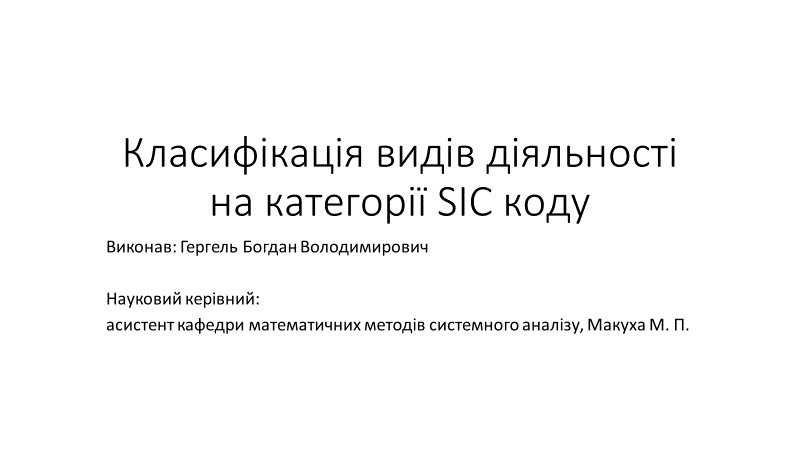 Класифікація видів діяльності
на категорії SIC коду
Виконав: Гергель Богдан Володимирович
Науковий керівний:
асистент кафедри математичних методів системного аналізу, Макуха М. П.